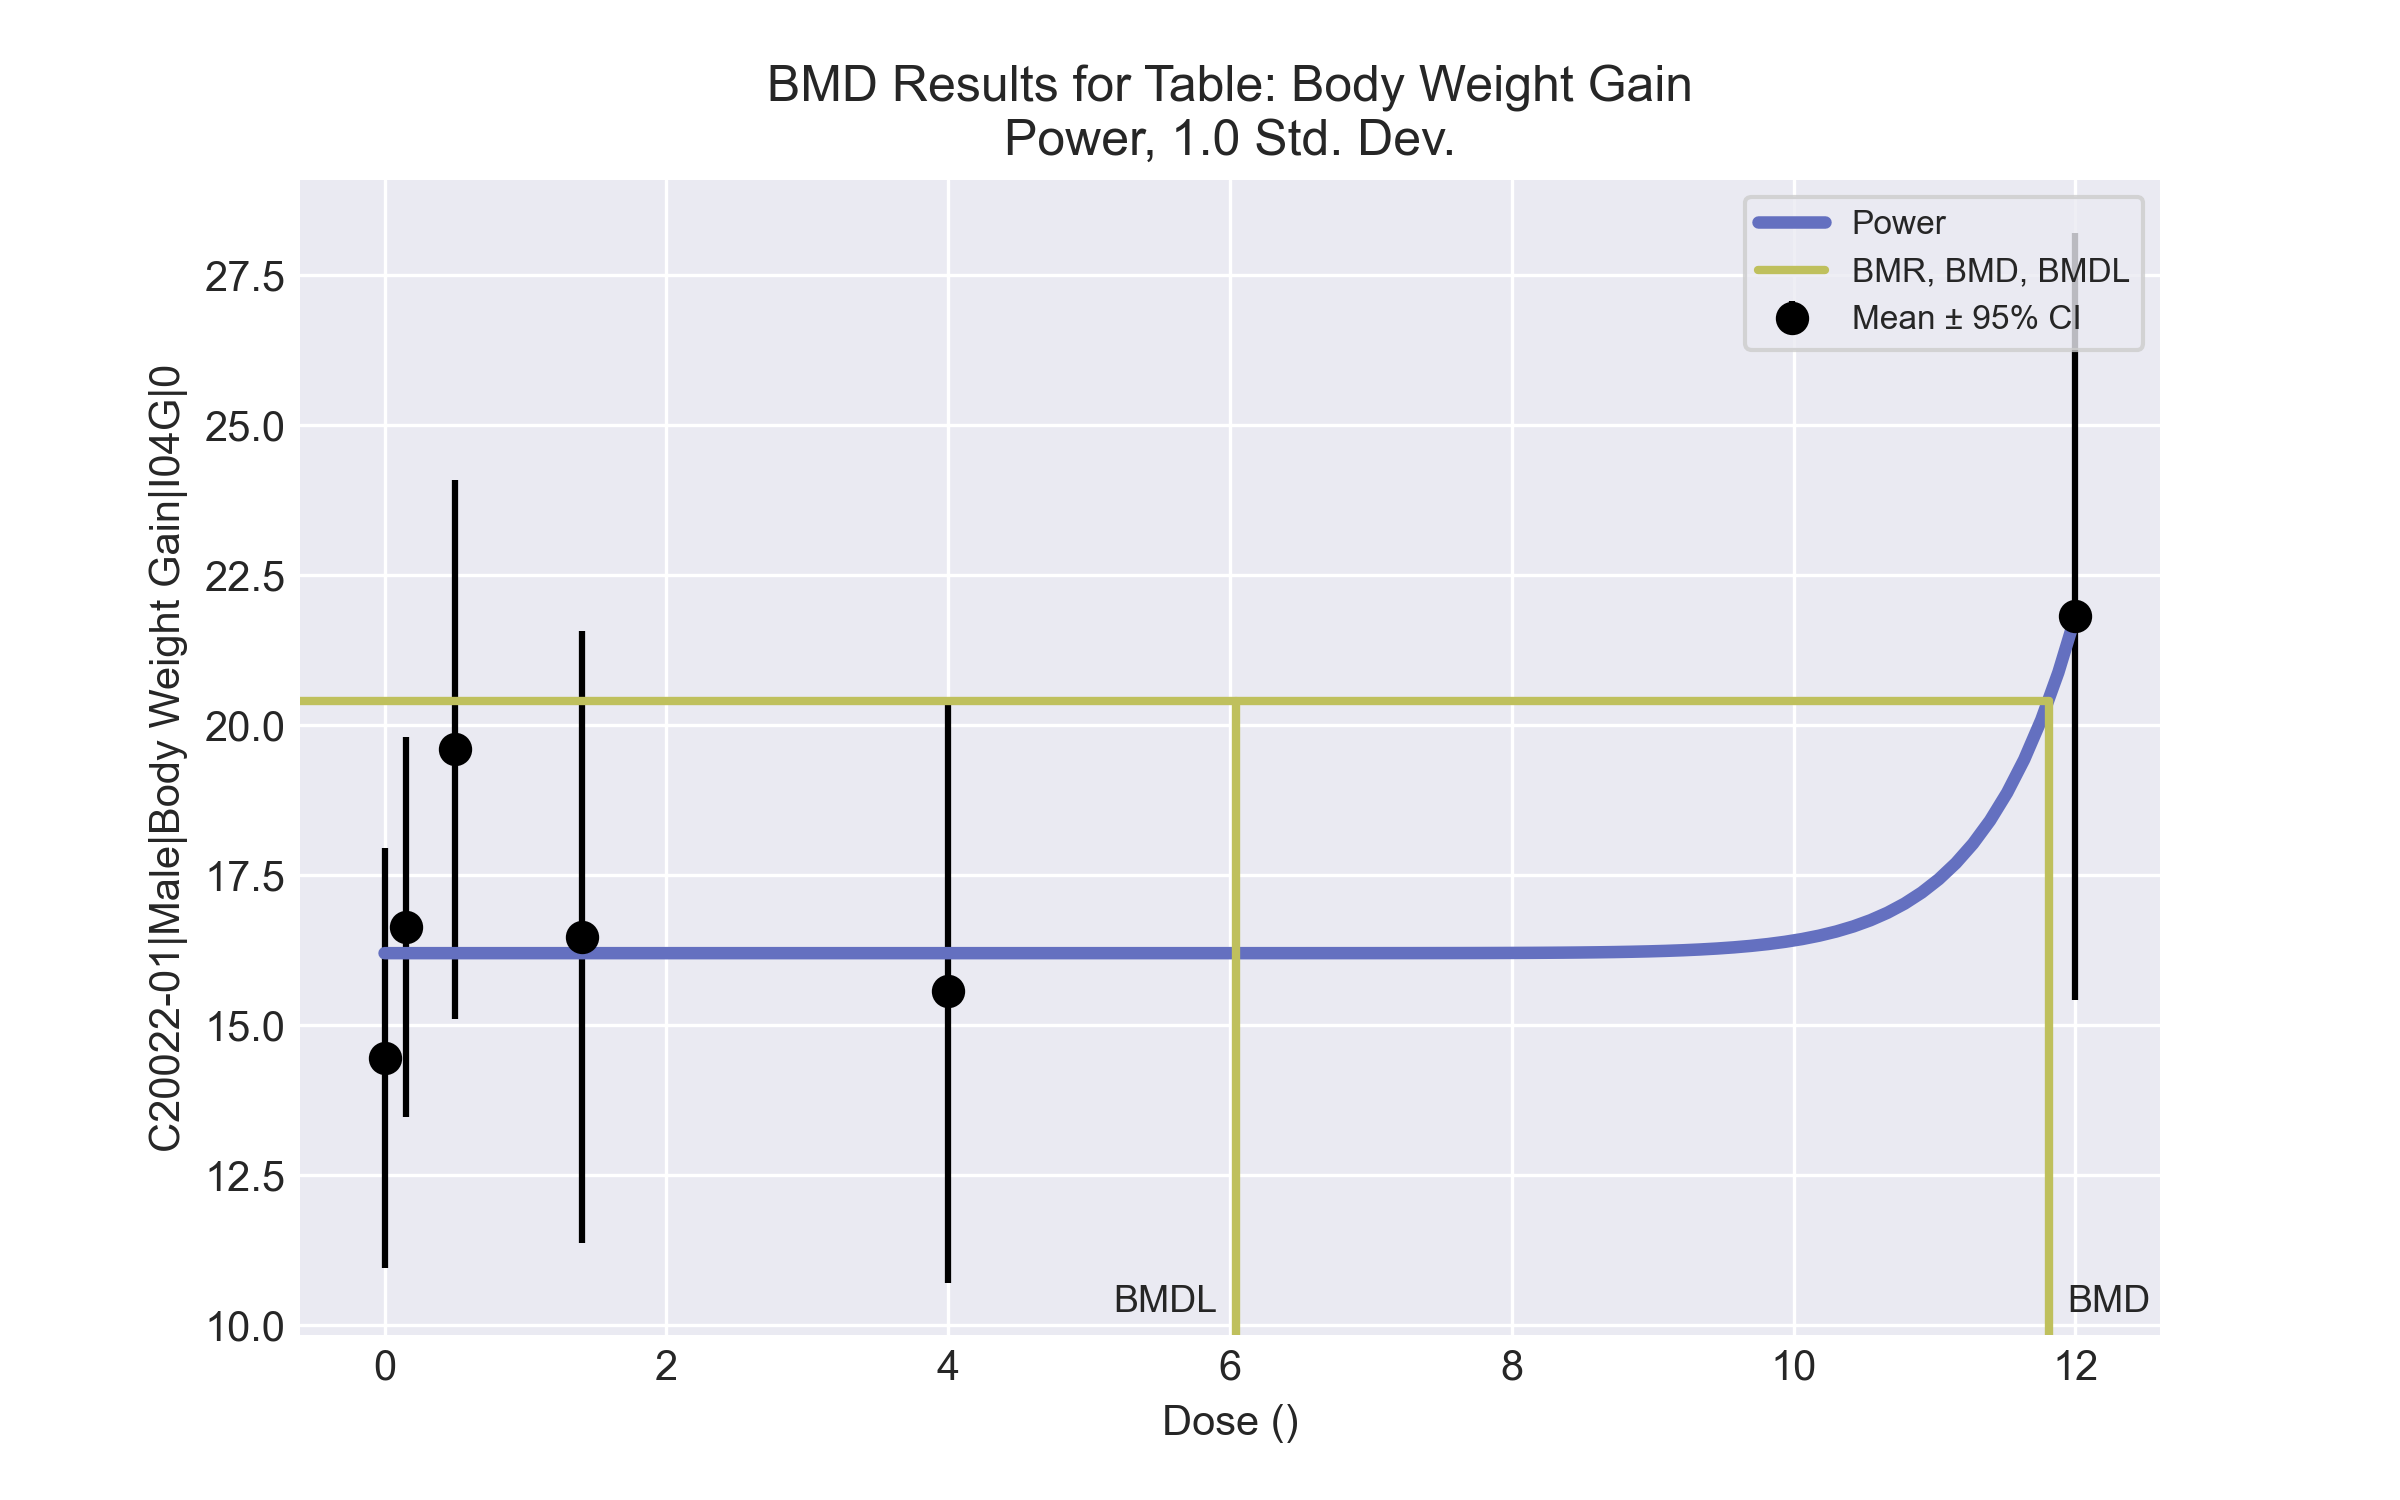 BMD Results for Table: Body Weight Gain
Power, 1.0 Std. Dev.
Power
BMR, BMD, BMDL
Mean ± 95% CI
C20022-01|Male|Body Weight Gain|I04G|0
27.5
25.0
22.5
20.0
17.5
15.0
12.5
10.0
BMDL
BMD
0 2 4 6 8 10 12
Dose ()